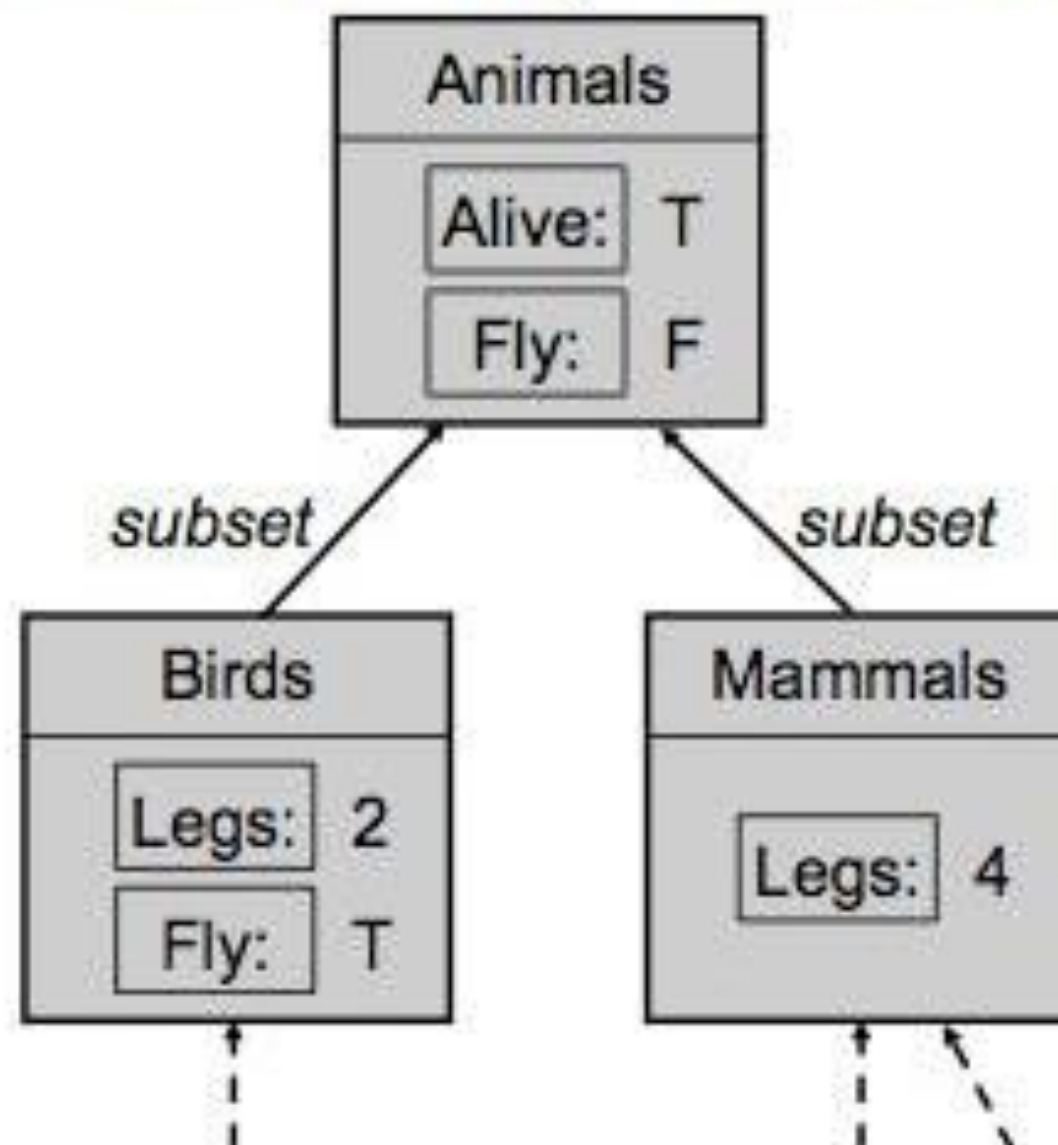 Animals
Alive: T
Fly: F
subset subset
Birds Mammals
Legs: 2
Fly: T
Legs: 4